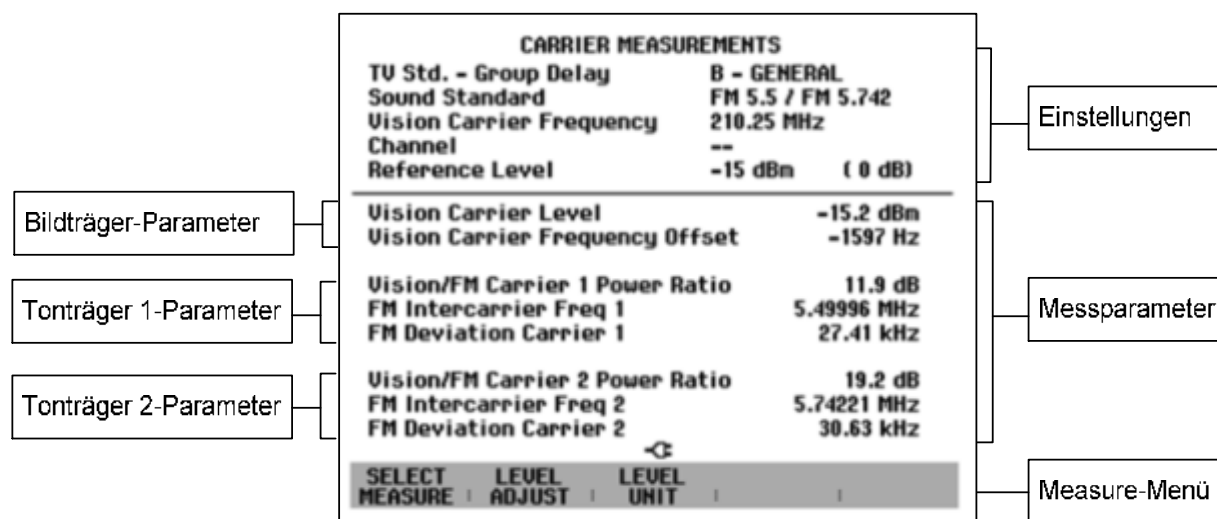 CARRIER MEASUREMENTS
TV Std. - Group Delay B - GENERAL
Sound Standard FM 5.5 / FM 5.742
Vision Carrier Frequency 210.25 MHz
Channel --
Reference Level -15 dBm ( 0 dB)
Einstellungen
Bildträger-Parameter
Vision Carrier Level -15.2 dBm
Vision Carrier Frequency Offset -1597 Hz
Tonträger 1-Parameter
Vision/FM Carrier 1 Power Ratio 11.9 dB
FM Intercarrier Freq 1 5.49996 MHz
FM Deviation Carrier 1 27.41 kHz
Messparameter
Tonträger 2-Parameter
Vision/FM Carrier 2 Power Ratio 19.2 dB
FM Intercarrier Freq 2 5.74221 MHz
FM Deviation Carrier 2 30.63 kHz
SELECT LEVEL LEVEL
MEASURE ADJUST UNIT
Measure-Menü